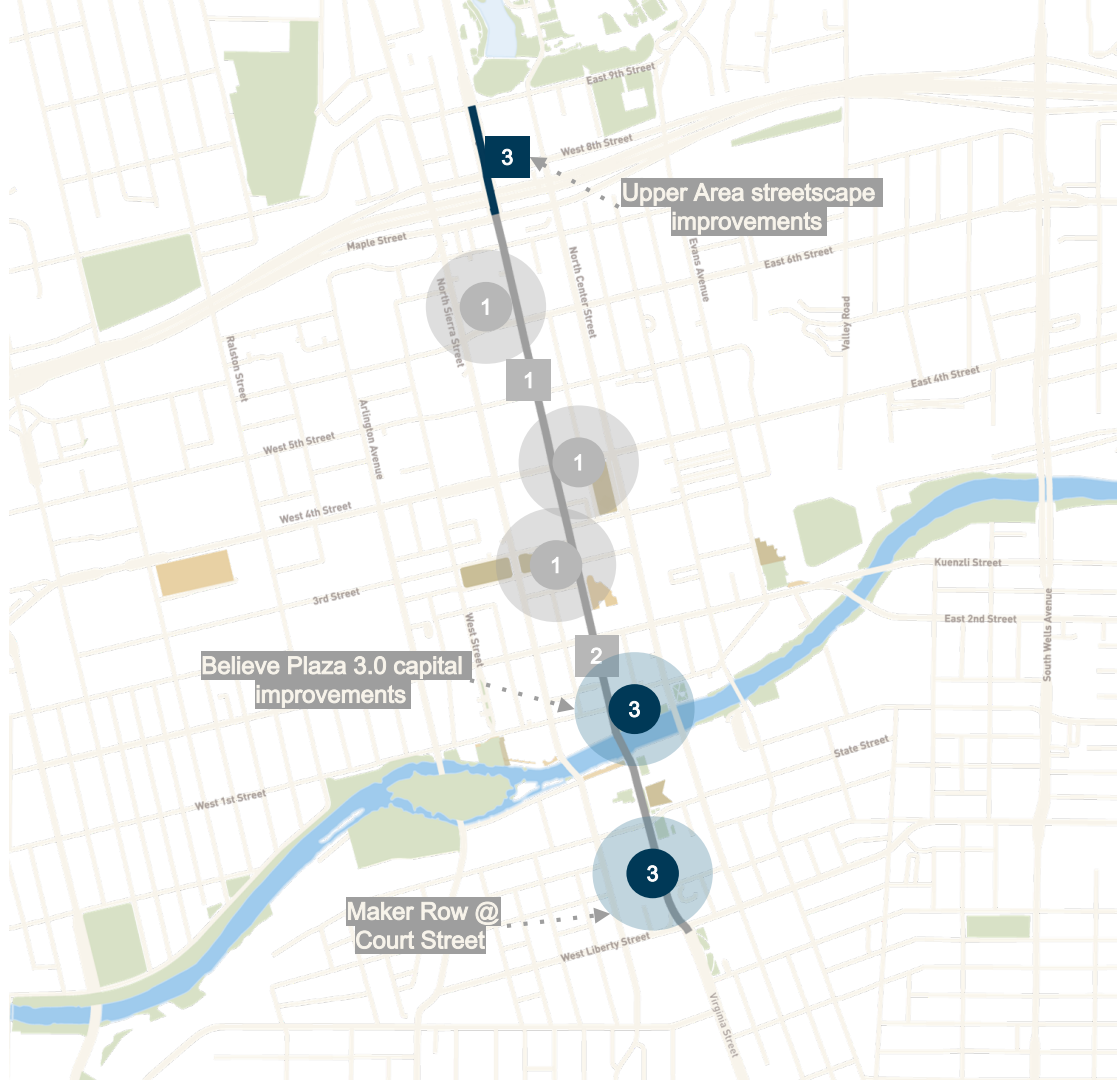 East 9th Street
West 8th Street
3
Upper Area streetscape
improvements
Maple Street
North Center Street
Evans Avenue
East 6th Street
North Sierra Street
1
Valley Road
Ralston Street
1
East 4th Street
Arlington Avenue
West 5th Street
1
West 4th Street
1
Kuenzli Street
3rd Street
East 2nd Street
South Wells Avenue
West Street
2
Believe Plaza 3.0 capital
improvements
3
State Street
West 1st Street
3
Maker Row @
Court Street
West Liberty Street
Virginia Street